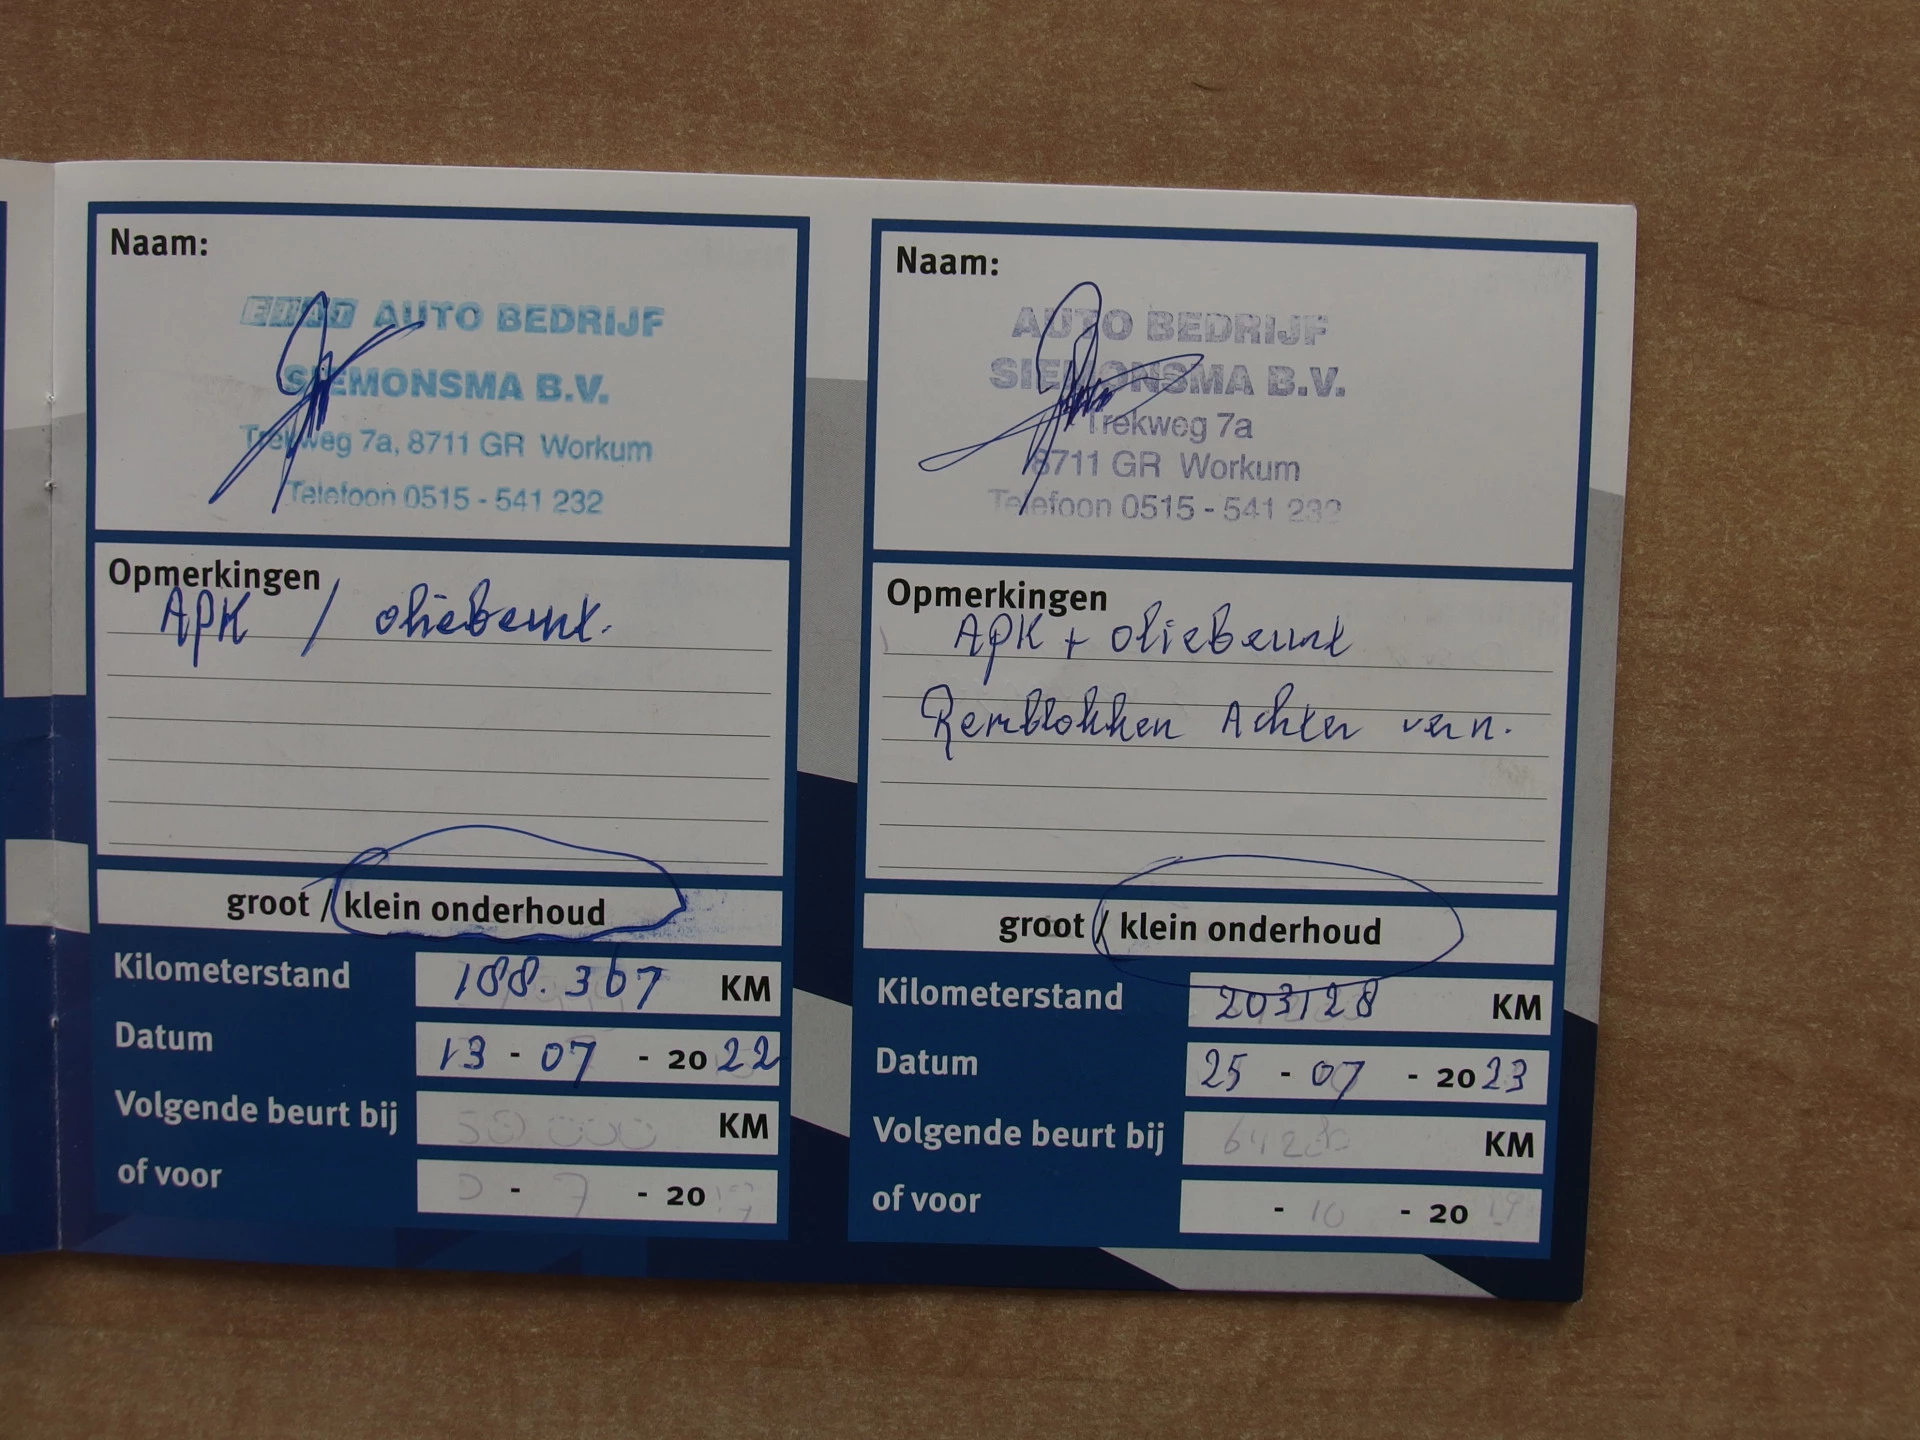 Naam:
AUTO BEDRIJF
SIEMONSMA B.V.
Trekweg 7a, 8711 GR Workum
Telefoon 0515 - 541 232
Opmerkingen
APK / oliebeurt.
groot / klein onderhoud
Kilometerstand 188.367 KM
Datum 13 - 07 - 2022
Volgende beurt bij KM
of voor - - 20
Naam:
AUTO BEDRIJF
SIEMONSMA B.V.
Trekweg 7a
8711 GR Workum
Telefoon 0515 - 541 232
Opmerkingen
APK + oliebeurt
Remblokken Achter vern.
groot / klein onderhoud
Kilometerstand 203128 KM
Datum 25 - 07 - 2023
Volgende beurt bij KM
of voor - - 20